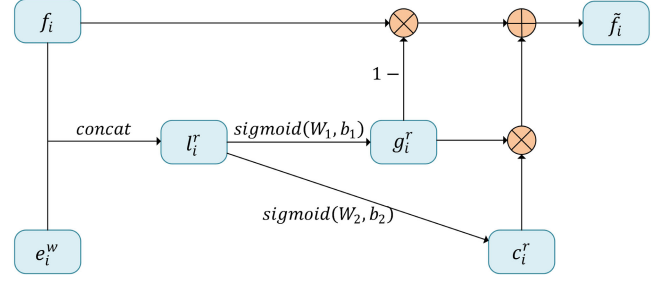 f_i
f̃_i
1 −
concat
l_i^r
sigmoid(W_1, b_1)
g_i^r
sigmoid(W_2, b_2)
e_i^w
c_i^r